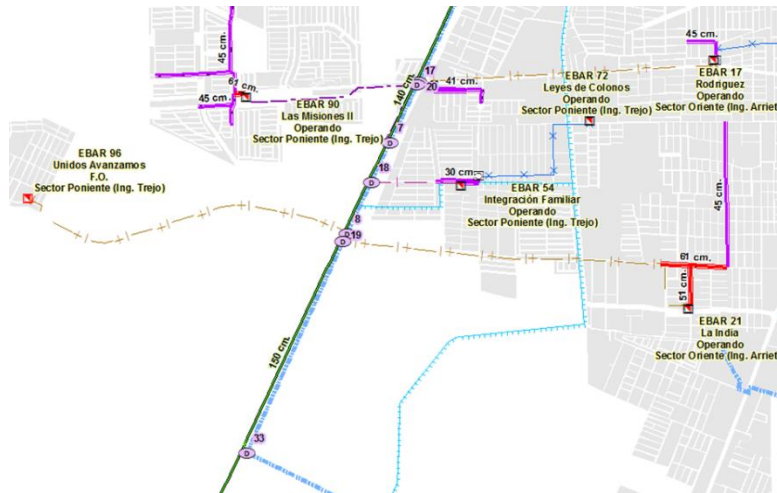 45 cm.
61 cm.
45 cm.
EBAR 90
Las Misiones II
Operando
Sector Poniente (Ing. Trejo)
EBAR 96
Unidos Avanzamos
F.O.
Sector Poniente (Ing. Trejo)
140 cm.
17
20
41 cm.
7
18
30 cm.
8
19
EBAR 72
Leyes de Colonos
Operando
Sector Poniente (Ing. Trejo)
45 cm.
EBAR 17
Rodriguez
Operando
Sector Oriente (Ing. Arriet
EBAR 54
Integración Familiar
Operando
Sector Poniente (Ing. Trejo)
45 cm.
61 cm.
51 cm.
EBAR 21
La India
Operando
Sector Oriente (Ing. Arriet
150 cm.
33